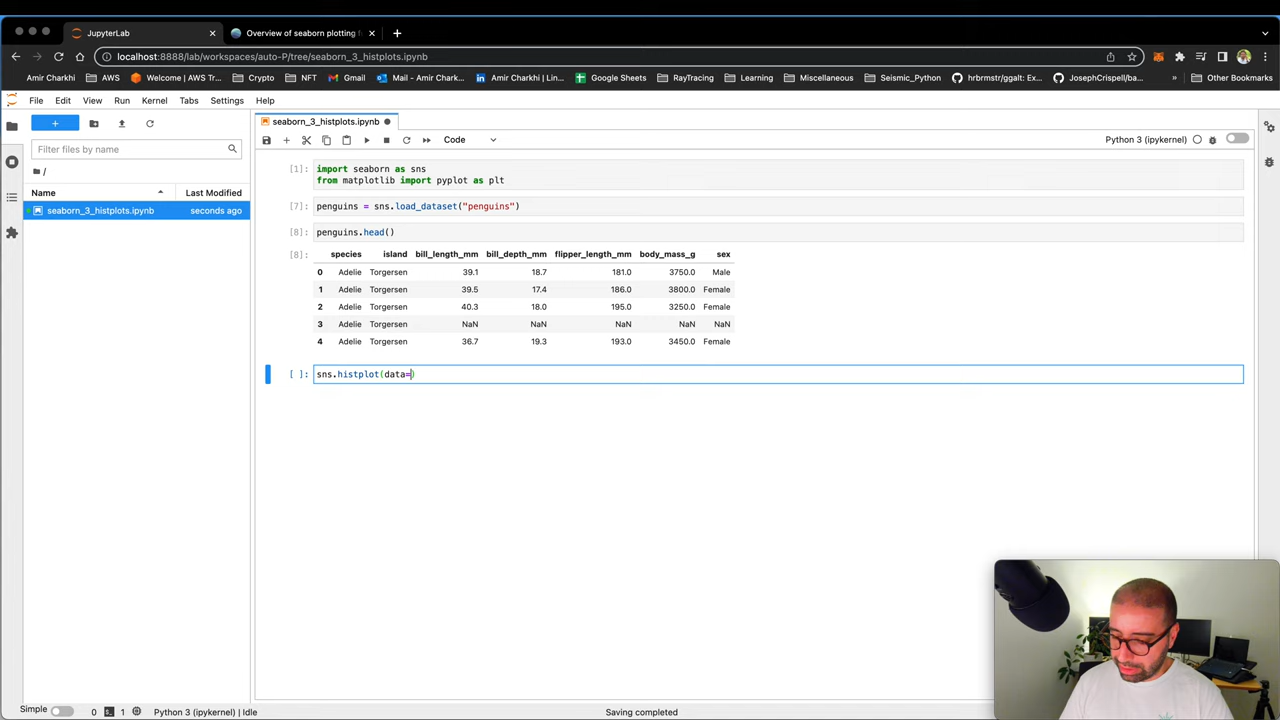 JupyterLab
Overview of seaborn plotting f
localhost:8888/lab/workspaces/auto-P/tree/seaborn_3_histplots.ipynb
Amir Charkhi
AWS
Welcome | AWS Tr...
Crypto
NFT
Gmail
Mail - Amir Charkhi...
Amir Charkhi | Lin...
Google Sheets
RayTracing
Learning
Miscellaneous
Seismic_Python
hrbrmstr/ggalt: Ex...
JosephCrispell/ba...
»
Other Bookmarks
File Edit View Run Kernel Tabs Settings Help
Filter files by name
/
Name Last Modified
seaborn_3_histplots.ipynb seconds ago
seaborn_3_histplots.ipynb
Code
Python 3 (ipykernel)
[1]: import seaborn as sns
from matplotlib import pyplot as plt
[7]: penguins = sns.load_dataset("penguins")
[8]: penguins.head()
[8]: species island bill_length_mm bill_depth_mm flipper_length_mm body_mass_g sex
0 Adelie Torgersen 39.1 18.7 181.0 3750.0 Male
1 Adelie Torgersen 39.5 17.4 186.0 3800.0 Female
2 Adelie Torgersen 40.3 18.0 195.0 3250.0 Female
3 Adelie Torgersen NaN NaN NaN NaN NaN
4 Adelie Torgersen 36.7 19.3 193.0 3450.0 Female
[ ]: sns.histplot(data=)
Simple 0 1 Python 3 (ipykernel) | Idle Saving completed